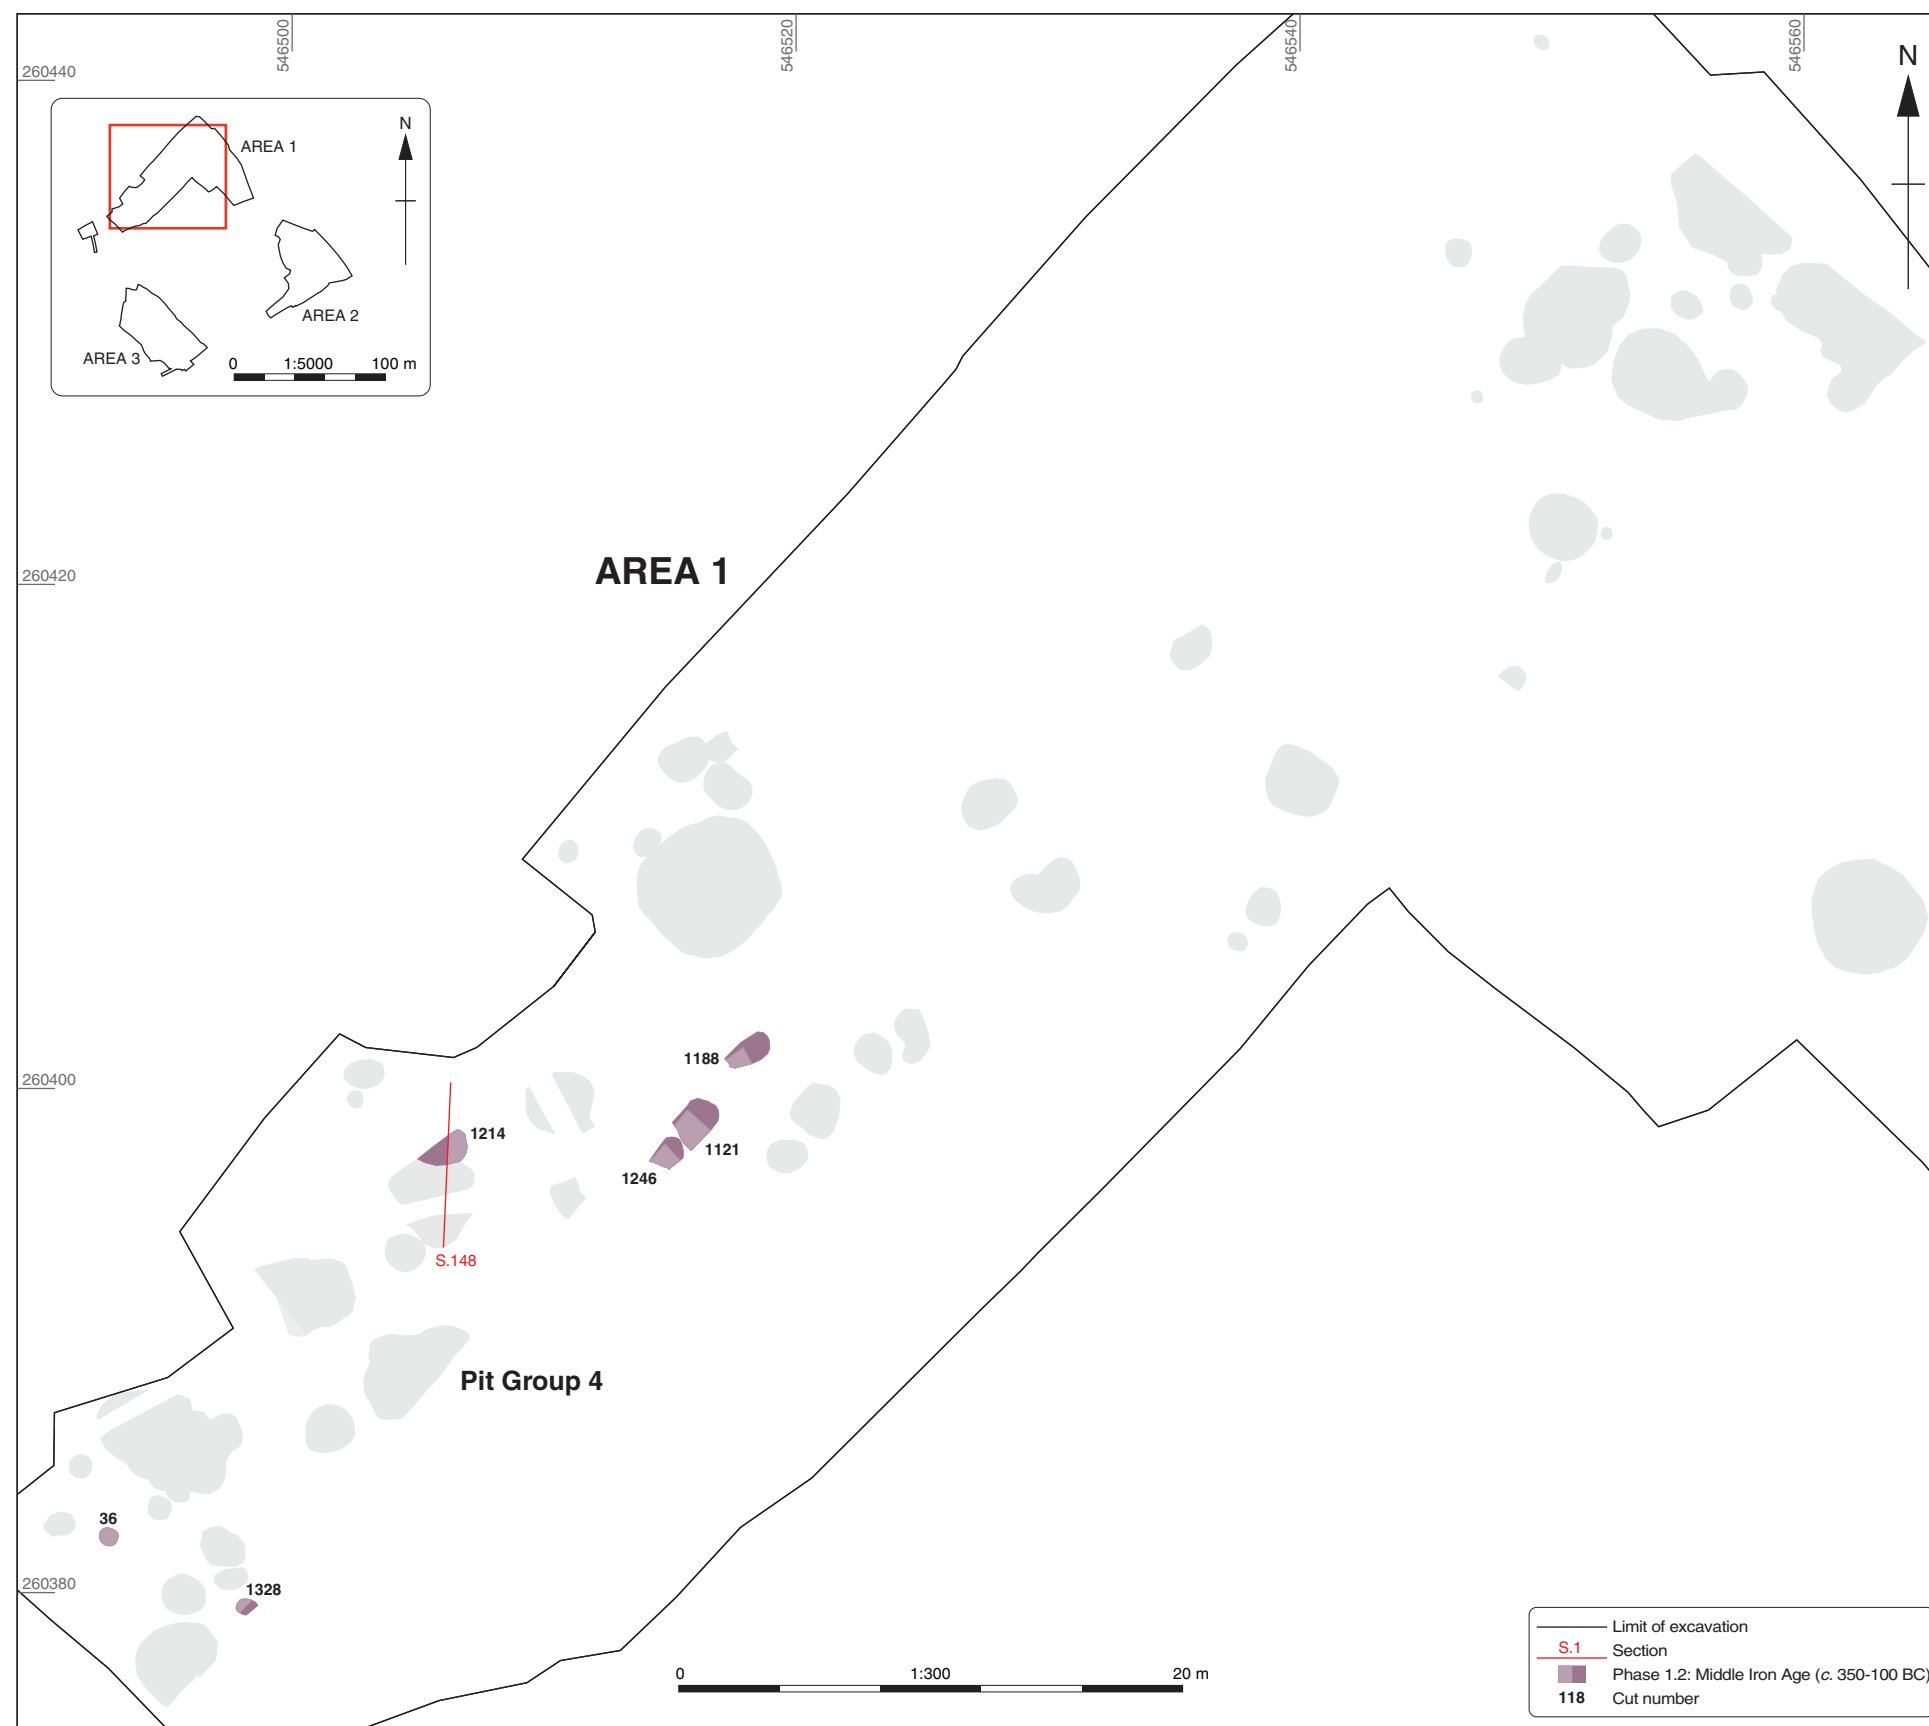 546500
546520
546540
546560
260440
N
N
AREA 1
AREA 2
AREA 3
0 1:5000 100 m
260420
AREA 1
260400
1188
1214
1121
1246
S.148
Pit Group 4
36
260380
1328
0 1:300 20 m
Limit of excavation
S.1 Section
Phase 1.2: Middle Iron Age (c. 350-100 BC)
118 Cut number